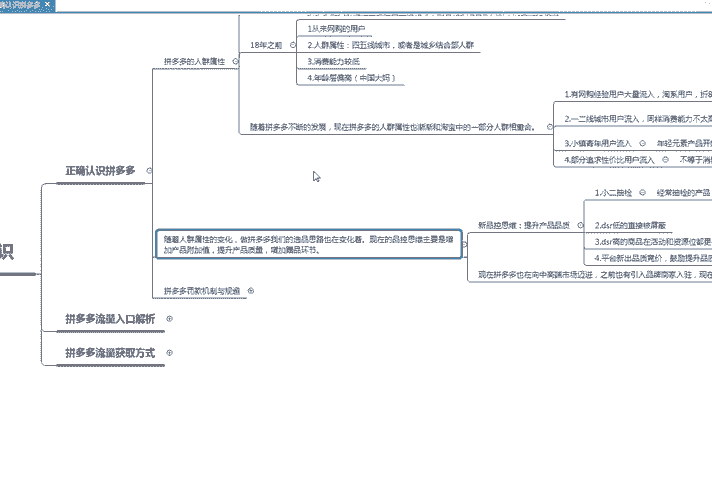 确认识拼多多
1从来网购的用户
18年之前
2.人群属性：四五线城市，或者是城乡结合部人群
拼多多的人群属性
3.消费能力较低
4.年龄层偏高（中国大妈）
1.有网购经验用户大量流入，淘系用户，折8
2.一二线城市用户流入，同样消费能力不太高
随着拼多多不断的发展，现在拼多多的人群属性也渐渐和淘宝中的一部分人群相重合。
3.小镇青年用户流入 年轻元素产品开
4.部分追求性价比用户流入 不等于消
正确认识拼多多
1.小二抽检 经常抽检的产品
新品控思维：提升产品品质
2.dsr低的直接被屏蔽
随着人群属性的变化，做拼多多我们的选品思路也在变化着。现在的品控思维主要是增
加产品附加值，提升产品质量，增加赠品环节。
3.dsr高的商品在活动和资源位都更
4.平台新出品质竞价，鼓励提升品质
现在拼多多也在向中高端市场迈进，之前也有引入品牌商家入驻，现在
拼多多罚款机制与规避
识
拼多多流量入口解析
拼多多流量获取方式